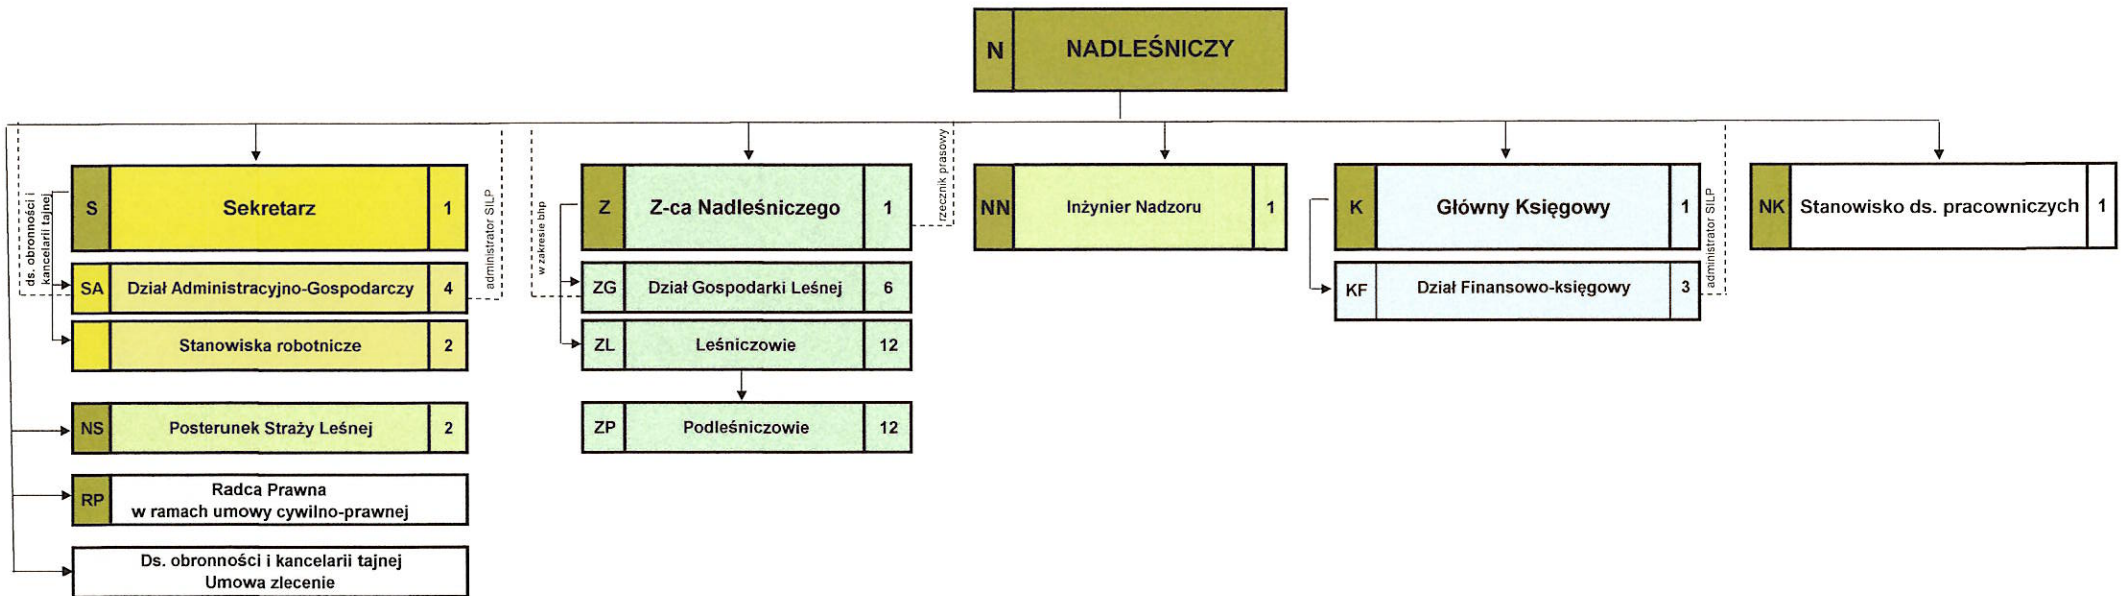 N NADLEŚNICZY
ds. obronności i
kancelarii tajnej
S Sekretarz 1
administrator SILP
SA Dział Administracyjno-Gospodarczy 4
Stanowiska robotnicze 2
NS Posterunek Straży Leśnej 2
RP Radca Prawna
w ramach umowy cywilno-prawnej
Ds. obronności i kancelarii tajnej
Umowa zlecenie
w zakresie bhp
Z Z-ca Nadleśniczego 1
rzecznik prasowy
ZG Dział Gospodarki Leśnej 6
ZL Leśniczowie 12
ZP Podleśniczowie 12
NN Inżynier Nadzoru 1
K Główny Księgowy 1
administrator SILP
KF Dział Finansowo-księgowy 3
NK Stanowisko ds. pracowniczych 1